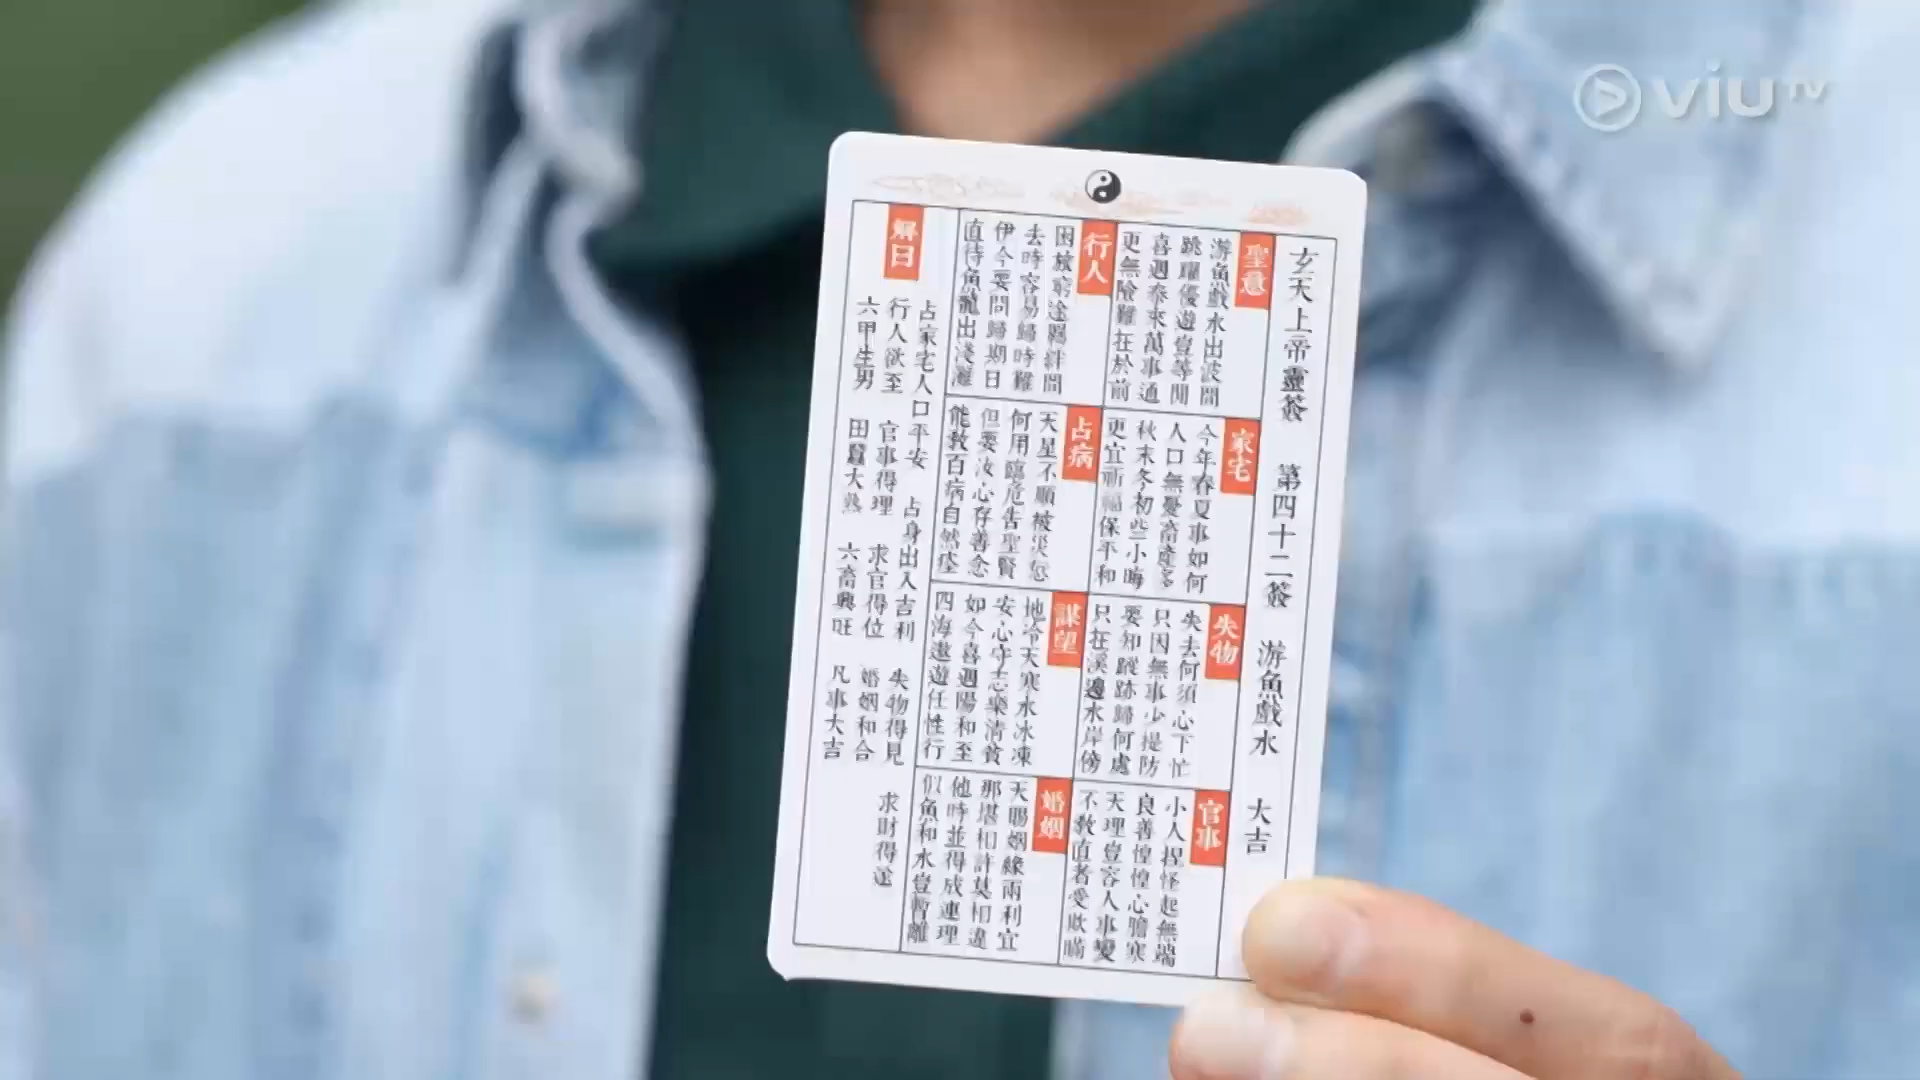 viuTV
玄天上帝靈簽 第四十二簽 游魚戲水 大吉
聖意
游魚戲水出波間
跳躍優遊豈等閒
喜遇泰來萬事通
更無險難在於前
家宅
今年春夏事如何
人口無憂畜產多
秋末冬初些小晦
更宜祈福保平和
失物
失去何須心下忙
只因無事少提防
要知蹤跡歸何處
只在溪邊水岸傍
官事
小人捏怪起無端
良善惶惶心膽寒
天理豈容人事變
不教直者受欺瞞
行人
困旅窮途羈絆間
去時容易歸時難
伊今要問歸期日
直待魚龍出淺灘
占病
天星不順被災愆
何用臨危告聖賢
但要汝心存善念
能教百病自然痊
謀望
地冷天寒水冰凍
安心守志樂清貧
如今喜遇陽和至
四海遨遊任性行
婚姻
天賜姻緣兩利宜
那堪相許莫相違
他時並得成連理
似魚和水豈暫離
解曰
占家宅人口平安 占身出入吉利 失物得見 求財得途
行人欲至 官事得理 求官得位 婚姻和合
六甲生男 田蠶大熟 六畜興旺 凡事大吉